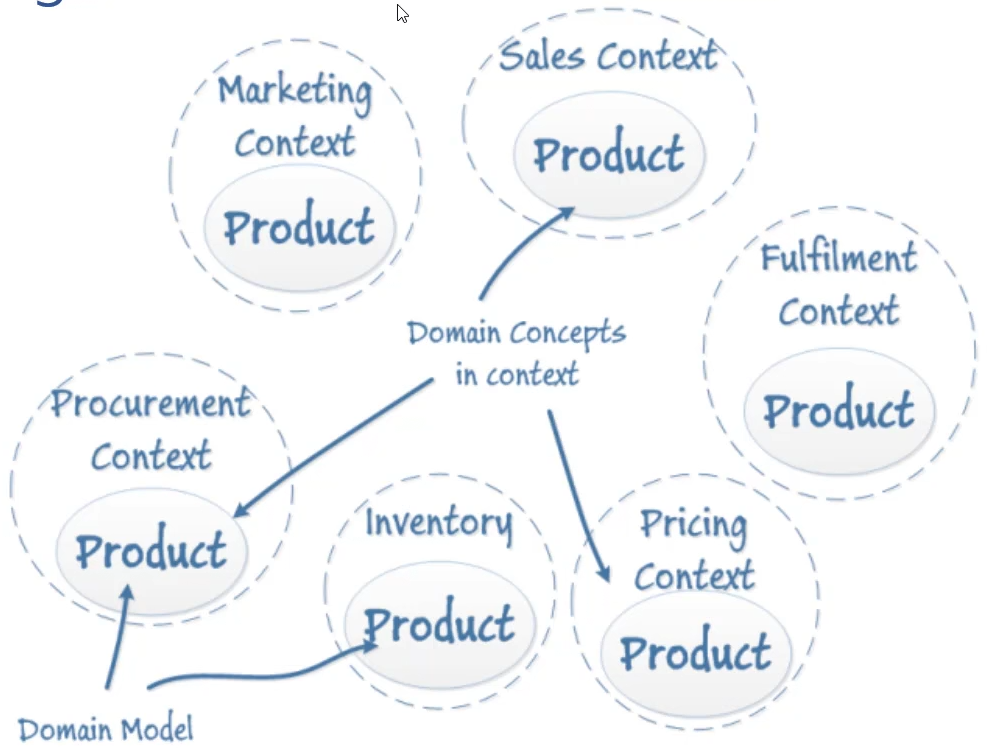 Sales Context
Product
Marketing
Context
Product
Fulfilment
Context
Product
Domain Concepts
in context
Procurement
Context
Product
Inventory
Product
Pricing
Context
Product
Domain Model